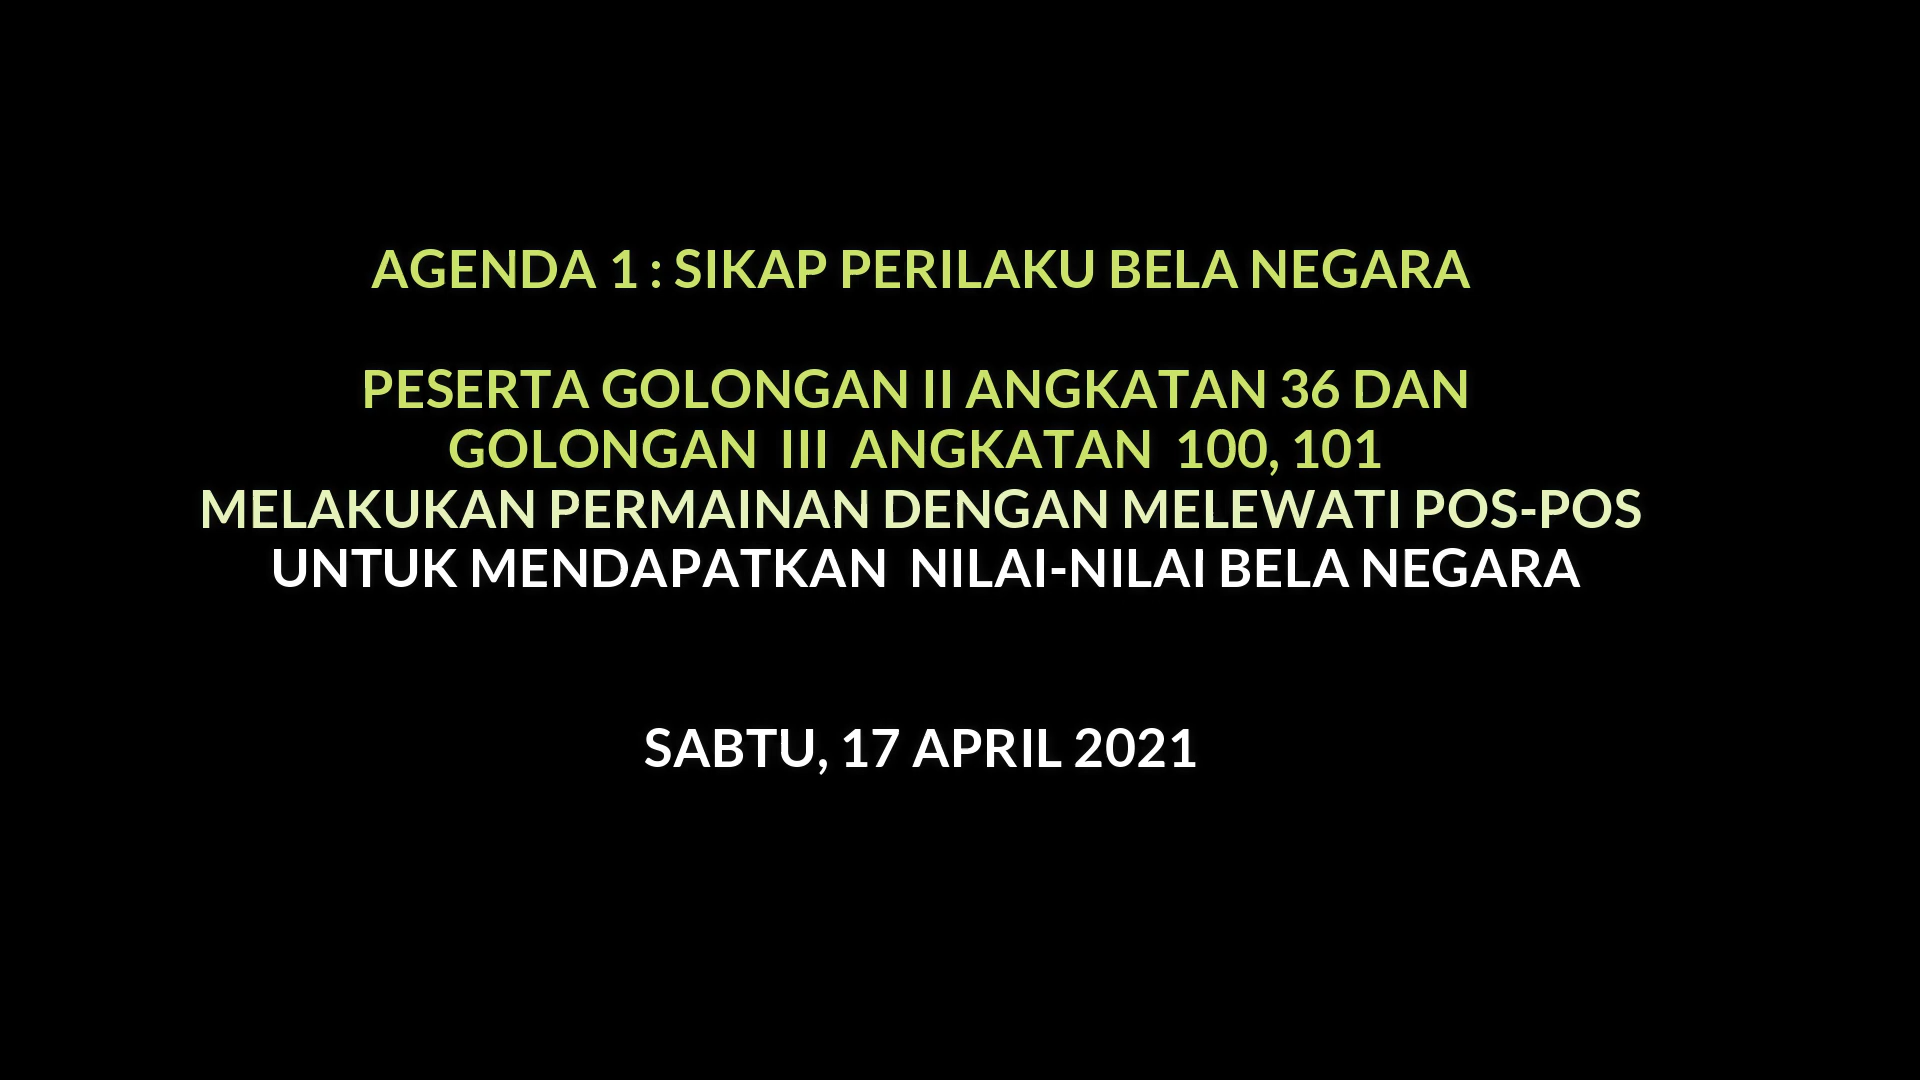 AGENDA 1 : SIKAP PERILAKU BELA NEGARA
PESERTA GOLONGAN II ANGKATAN 36 DAN
GOLONGAN III ANGKATAN 100, 101
MELAKUKAN PERMAINAN DENGAN MELEWATI POS-POS
UNTUK MENDAPATKAN NILAI-NILAI BELA NEGARA
SABTU, 17 APRIL 2021